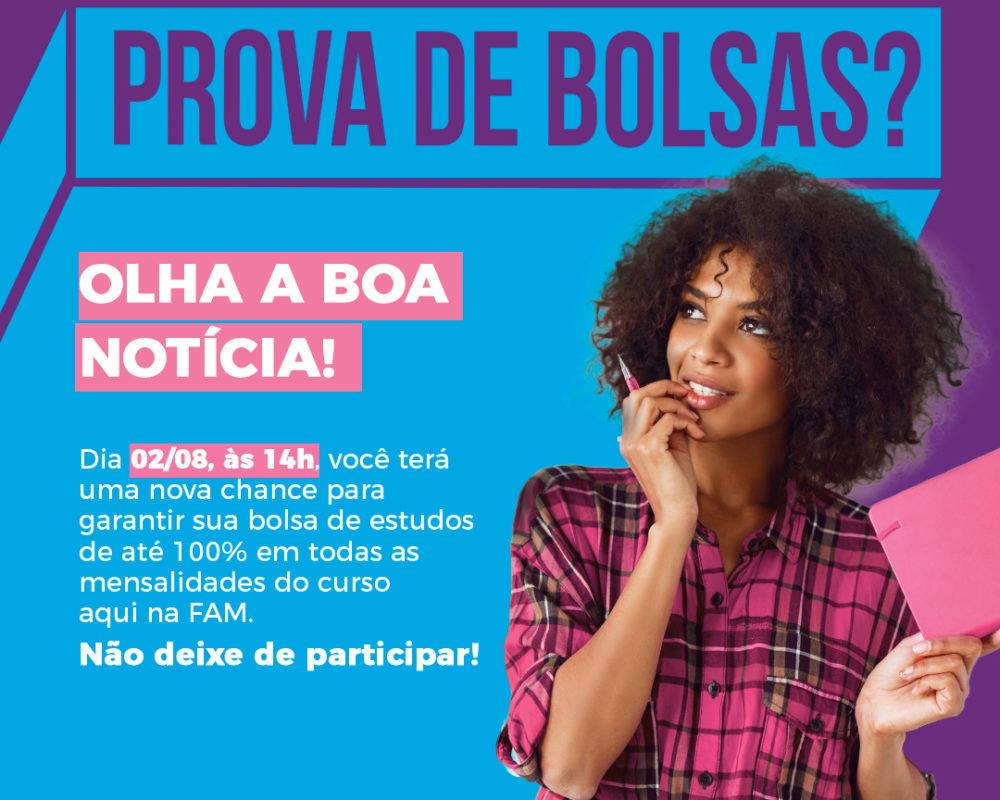 PROVA DE BOLSAS?
OLHA A BOA
NOTÍCIA!
Dia 02/08, às 14h, você terá
uma nova chance para
garantir sua bolsa de estudos
de até 100% em todas as
mensalidades do curso
aqui na FAM.
Não deixe de participar!